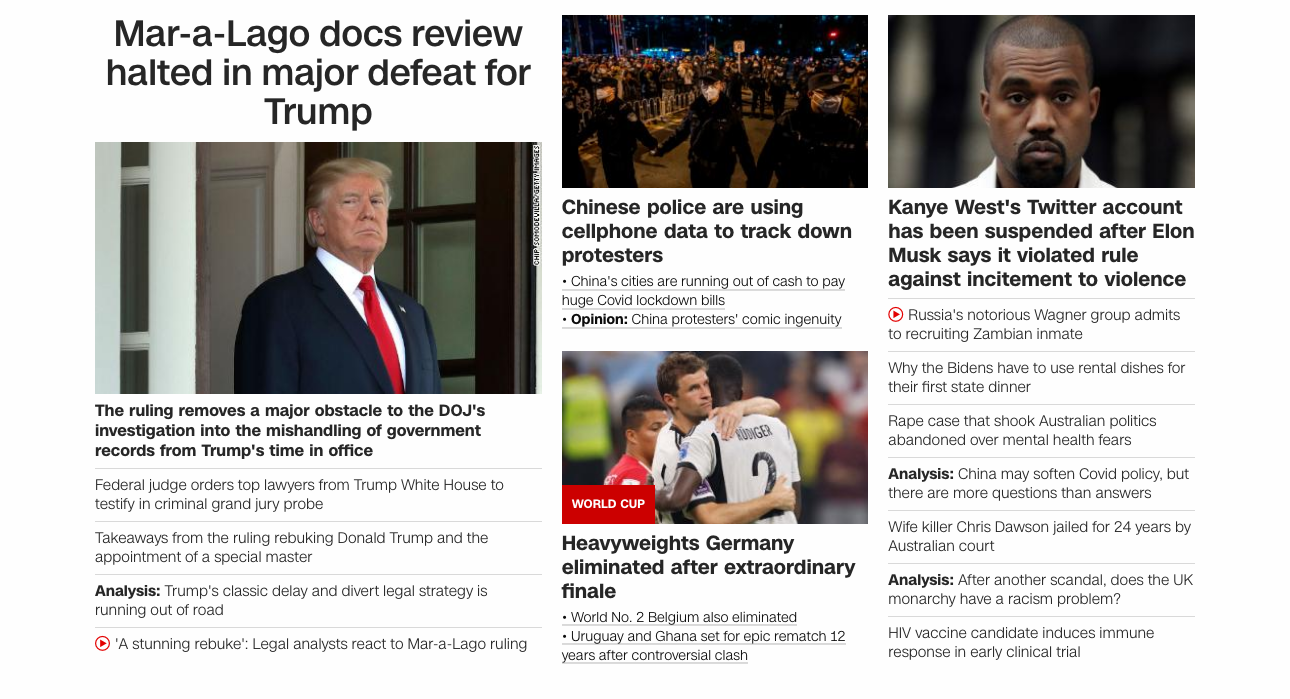 Mar-a-Lago docs review
halted in major defeat for
Trump
CHIP SOMODEVILLA/GETTY IMAGES
The ruling removes a major obstacle to the DOJ's
investigation into the mishandling of government
records from Trump's time in office
Federal judge orders top lawyers from Trump White House to
testify in criminal grand jury probe
Takeaways from the ruling rebuking Donald Trump and the
appointment of a special master
Analysis: Trump's classic delay and divert legal strategy is
running out of road
'A stunning rebuke': Legal analysts react to Mar-a-Lago ruling
Chinese police are using
cellphone data to track down
protesters
• China's cities are running out of cash to pay
huge Covid lockdown bills
• Opinion: China protesters' comic ingenuity
RÜDIGER
2
WORLD CUP
Heavyweights Germany
eliminated after extraordinary
finale
• World No. 2 Belgium also eliminated
• Uruguay and Ghana set for epic rematch 12
years after controversial clash
Kanye West's Twitter account
has been suspended after Elon
Musk says it violated rule
against incitement to violence
Russia's notorious Wagner group admits
to recruiting Zambian inmate
Why the Bidens have to use rental dishes for
their first state dinner
Rape case that shook Australian politics
abandoned over mental health fears
Analysis: China may soften Covid policy, but
there are more questions than answers
Wife killer Chris Dawson jailed for 24 years by
Australian court
Analysis: After another scandal, does the UK
monarchy have a racism problem?
HIV vaccine candidate induces immune
response in early clinical trial